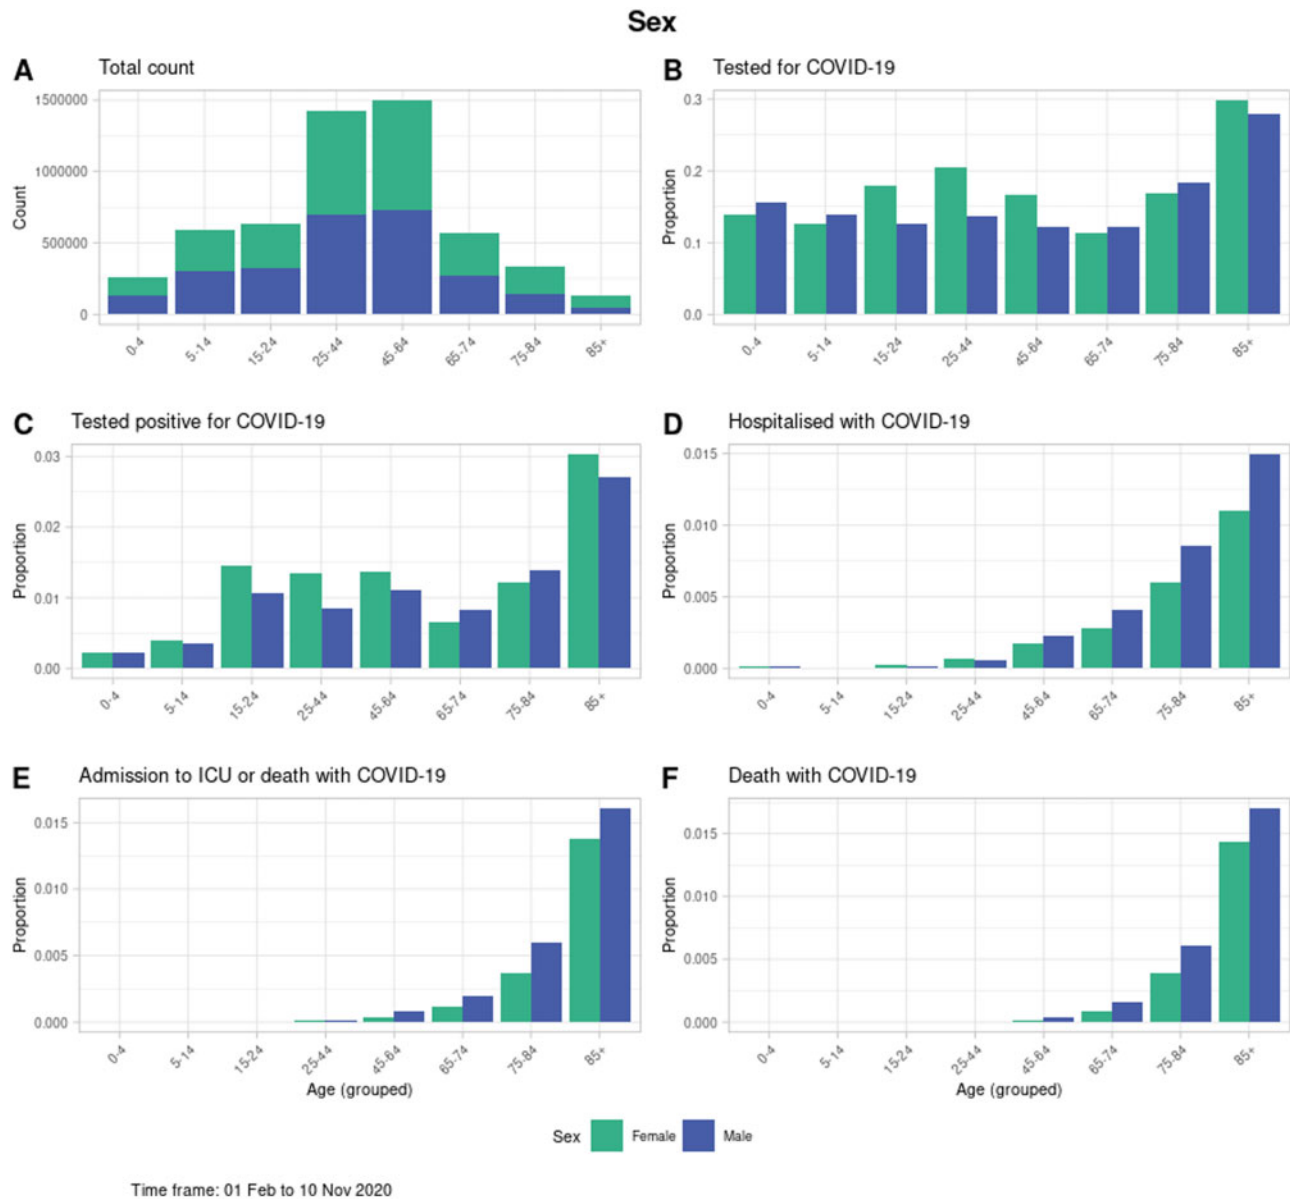 Sex
A Total count
Count
1500000
1000000
500000
0
0-4 5-14 15-24 25-44 45-64 65-74 75-84 85+
B Tested for COVID-19
Proportion
0.3
0.2
0.1
0.0
0-4 5-14 15-24 25-44 45-64 65-74 75-84 85+
C Tested positive for COVID-19
Proportion
0.03
0.02
0.01
0.00
0-4 5-14 15-24 25-44 45-64 65-74 75-84 85+
D Hospitalised with COVID-19
Proportion
0.015
0.010
0.005
0.000
0-4 5-14 15-24 25-44 45-64 65-74 75-84 85+
E Admission to ICU or death with COVID-19
Proportion
0.015
0.010
0.005
0.000
0-4 5-14 15-24 25-44 45-64 65-74 75-84 85+
Age (grouped)
F Death with COVID-19
Proportion
0.015
0.010
0.005
0.000
0-4 5-14 15-24 25-44 45-64 65-74 75-84 85+
Age (grouped)
Sex Female Male
Time frame: 01 Feb to 10 Nov 2020